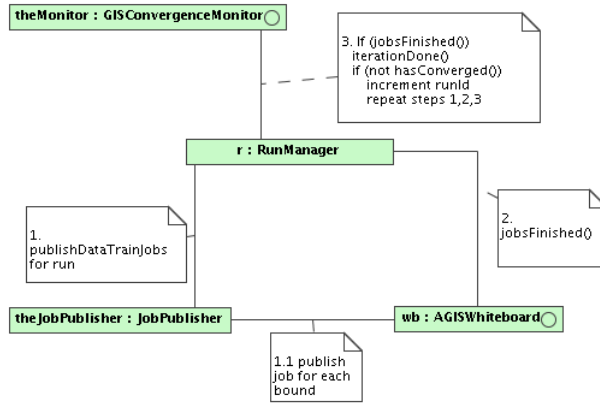 theMonitor : GISConvergenceMonitor
3. If (jobsFinished())
iterationDone()
if (not hasConverged())
increment runId
repeat steps 1,2,3
r : RunManager
1.
publishDataTrainJobs
for run
2.
jobsFinished()
theJobPublisher : JobPublisher
wb : AGISWhiteboard
1.1 publish
job for each
bound